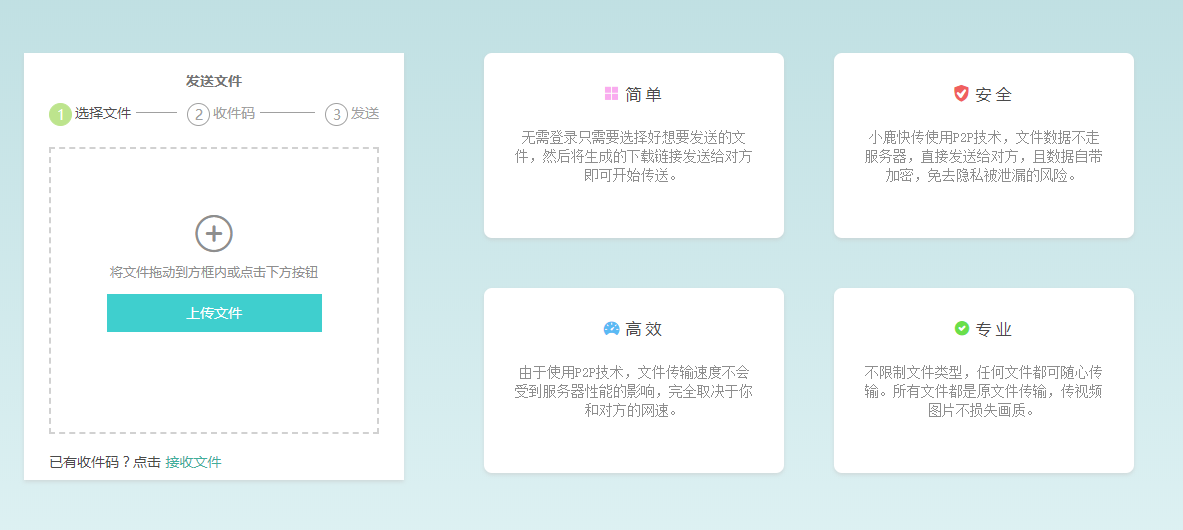 发送文件
1 选择文件 2 收件码 3 发送
将文件拖动到方框内或点击下方按钮
上传文件
已有收件码？点击 接收文件
简单
无需登录只需要选择好想要发送的文
件，然后将生成的下载链接发送给对方
即可开始传送。
安全
小鹿快传使用P2P技术，文件数据不走
服务器，直接发送给对方，且数据自带
加密，免去隐私被泄漏的风险。
高效
由于使用P2P技术，文件传输速度不会
受到服务器性能的影响，完全取决于你
和对方的网速。
专业
不限制文件类型，任何文件都可随心传
输。所有文件都是原文件传输，传视频
图片不损失画质。